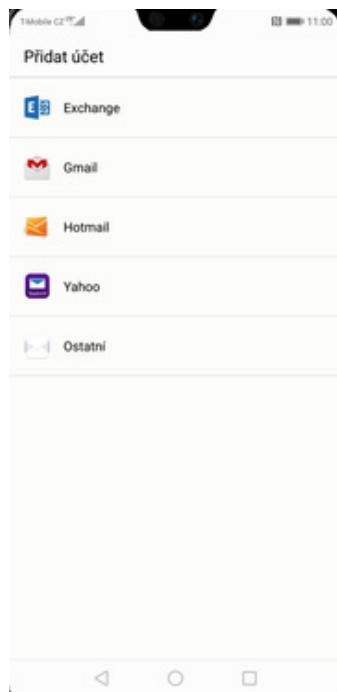 T-Mobile CZ 11:00
Přidat účet
Exchange
Gmail
Hotmail
Yahoo
Ostatní